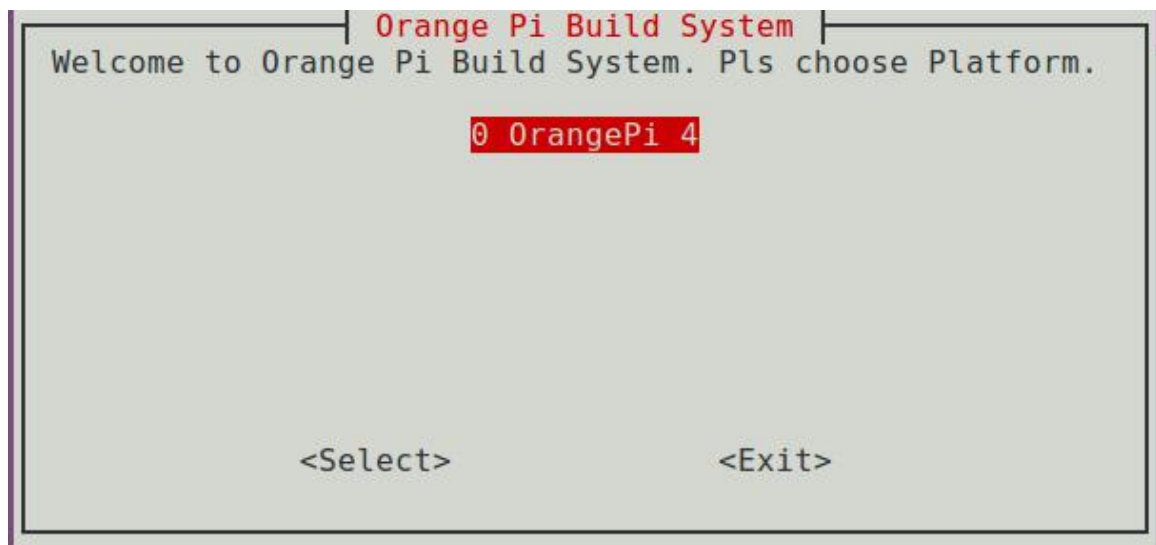 Orange Pi Build System
Welcome to Orange Pi Build System. Pls choose Platform.
0 OrangePi 4
<Select> <Exit>